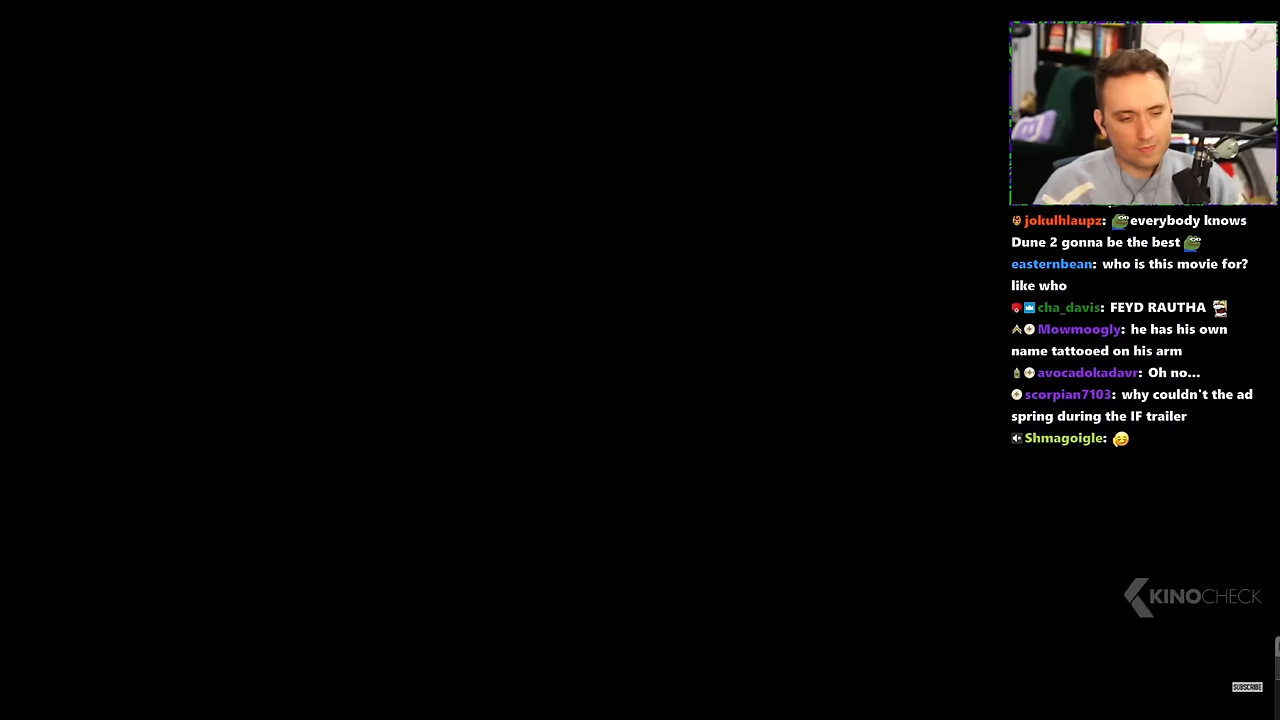 jokulhlaupz: everybody knows
Dune 2 gonna be the best
easternbean: who is this movie for?
like who
cha_davis: FEYD RAUTHA
Mowmoogly: he has his own
name tattooed on his arm
avocadokadavr: Oh no...
scorpian7103: why couldn't the ad
spring during the IF trailer
Shmagoigle:
KINOCHECK
SUBSCRIBE